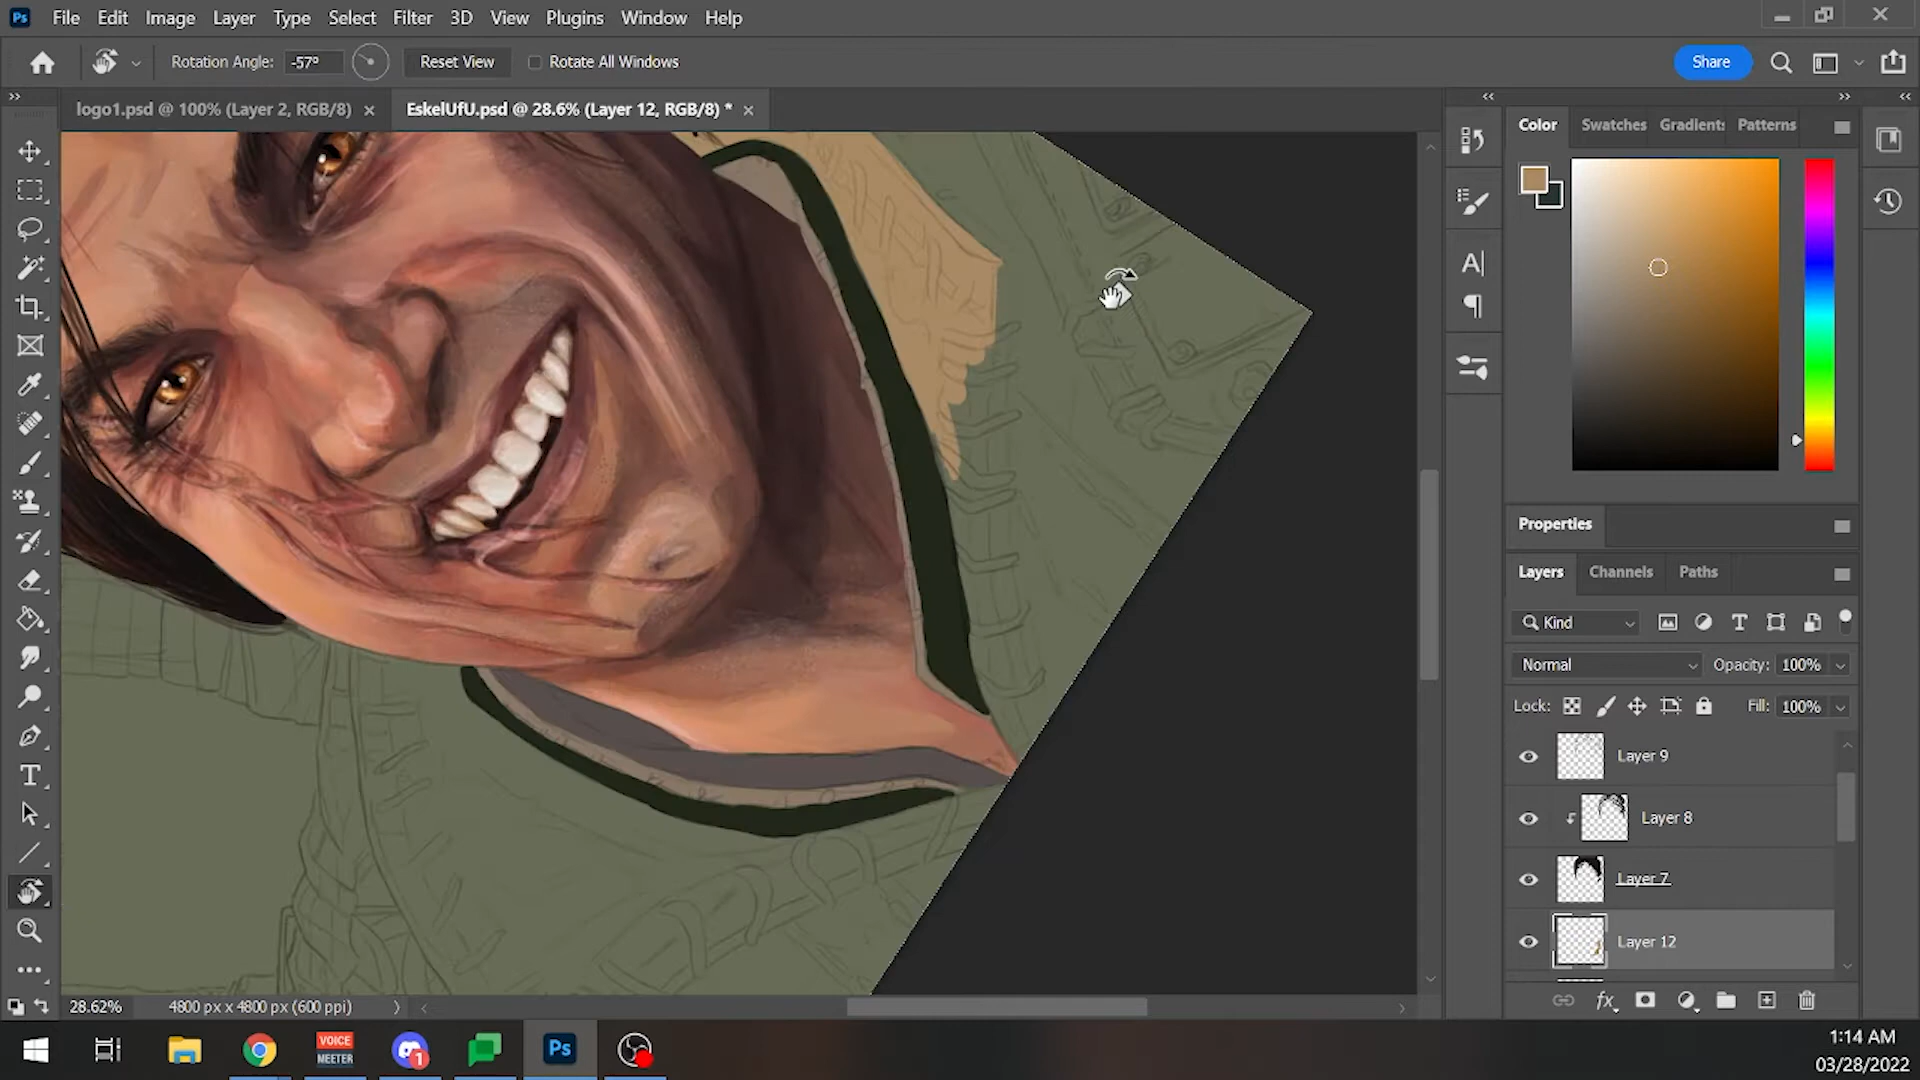 Ps File Edit Image Layer Type Select Filter 3D View Plugins Window Help
Rotation Angle: -57° Reset View Rotate All Windows Share
logo1.psd @ 100% (Layer 2, RGB/8) EskelUfU.psd @ 28.6% (Layer 12, RGB/8) *
Color Swatches Gradients Patterns
Properties
Layers Channels Paths
Kind
Normal Opacity: 100%
Lock: Fill: 100%
Layer 9
Layer 8
Layer 7
Layer 12
28.62% 4800 px x 4800 px (600 ppi)
VOICE
MEETER
1
Ps
1:14 AM
03/28/2022